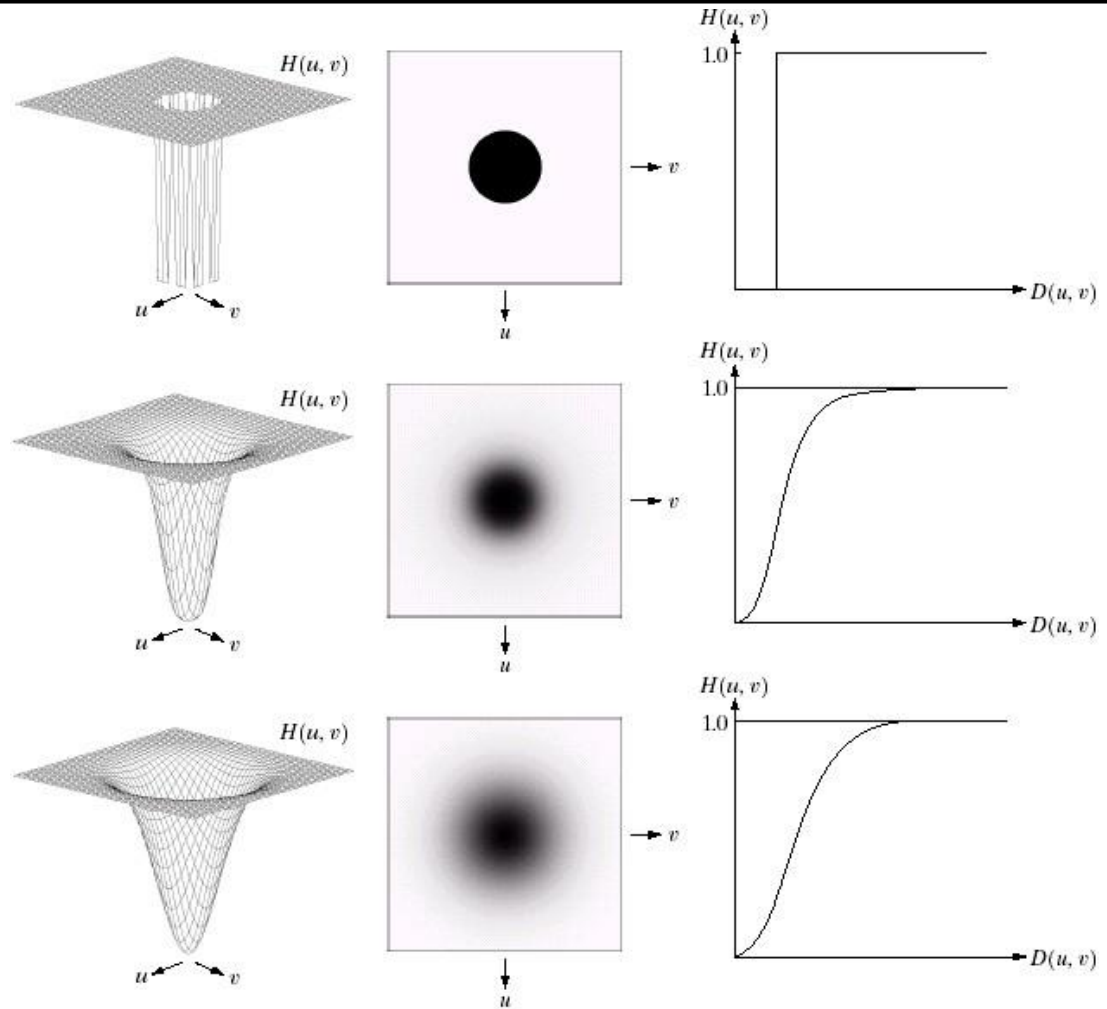 H(u, v)
u
v
v
u
H(u, v)
1.0
D(u, v)
H(u, v)
u
v
v
u
H(u, v)
1.0
D(u, v)
H(u, v)
u
v
v
u
H(u, v)
1.0
D(u, v)